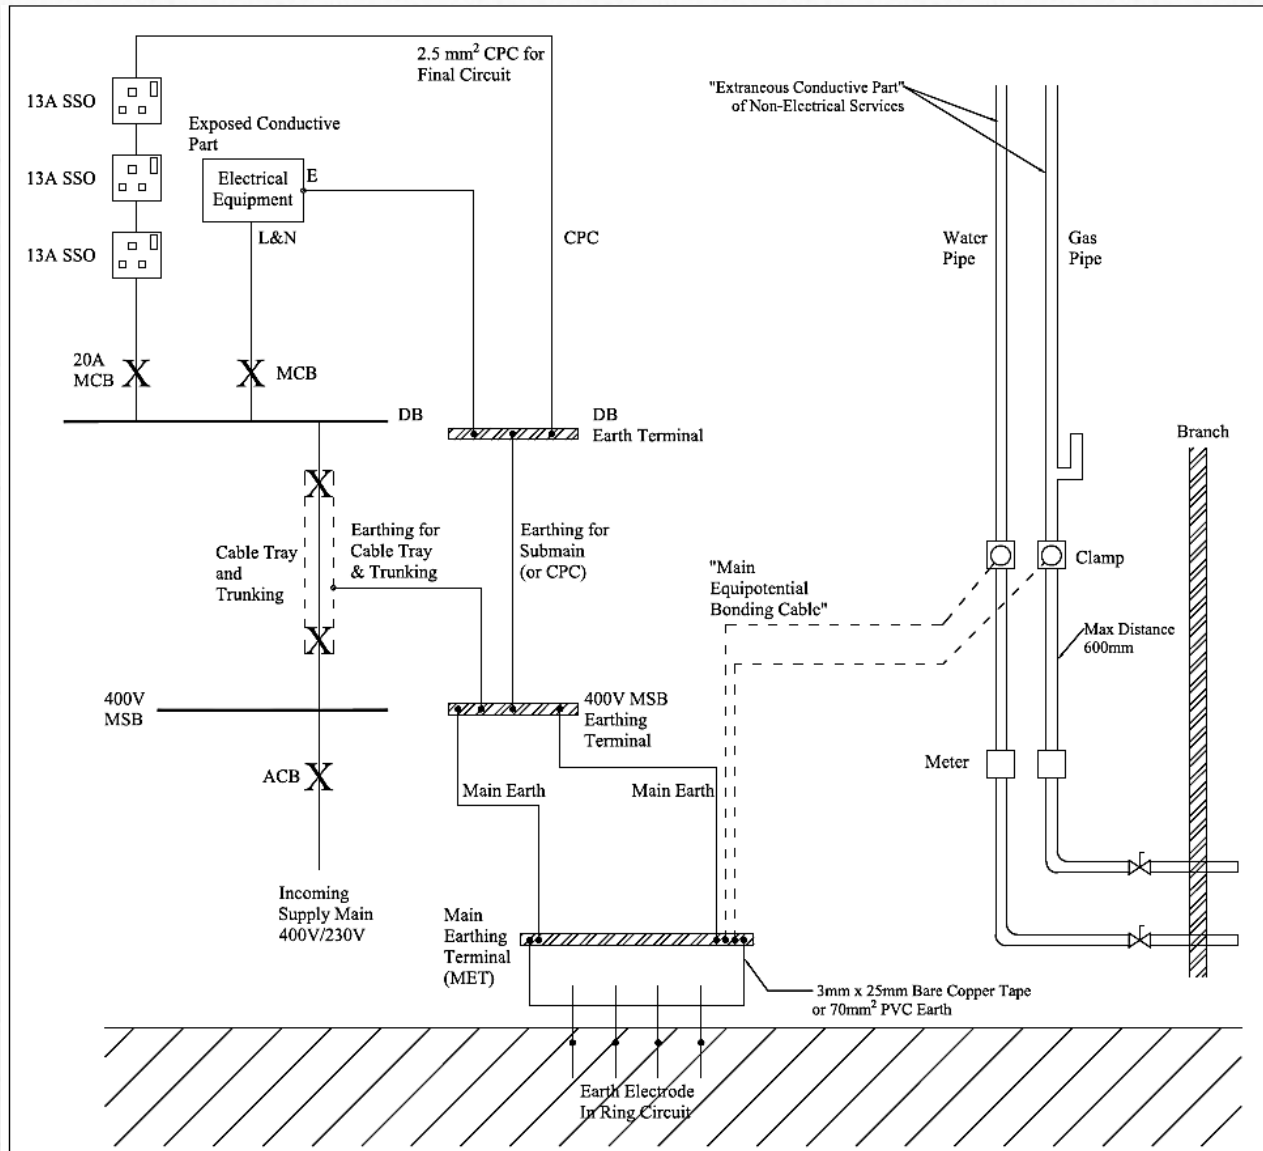 2.5 mm² CPC for
Final Circuit
13A SSO
13A SSO
13A SSO
Exposed Conductive
Part
Electrical
Equipment
E
L&N
CPC
20A
MCB
MCB
DB
DB
Earth Terminal
Cable Tray
and
Trunking
Earthing for
Cable Tray
& Trunking
Earthing for
Submain
(or CPC)
400V
MSB
400V MSB
Earthing
Terminal
ACB
Main Earth
Main Earth
Incoming
Supply Main
400V/230V
Main
Earthing
Terminal
(MET)
3mm x 25mm Bare Copper Tape
or 70mm² PVC Earth
Earth Electrode
In Ring Circuit
"Extraneous Conductive Part"
of Non-Electrical Services
Water
Pipe
Gas
Pipe
Branch
Clamp
"Main
Equipotential
Bonding Cable"
Max Distance
600mm
Meter